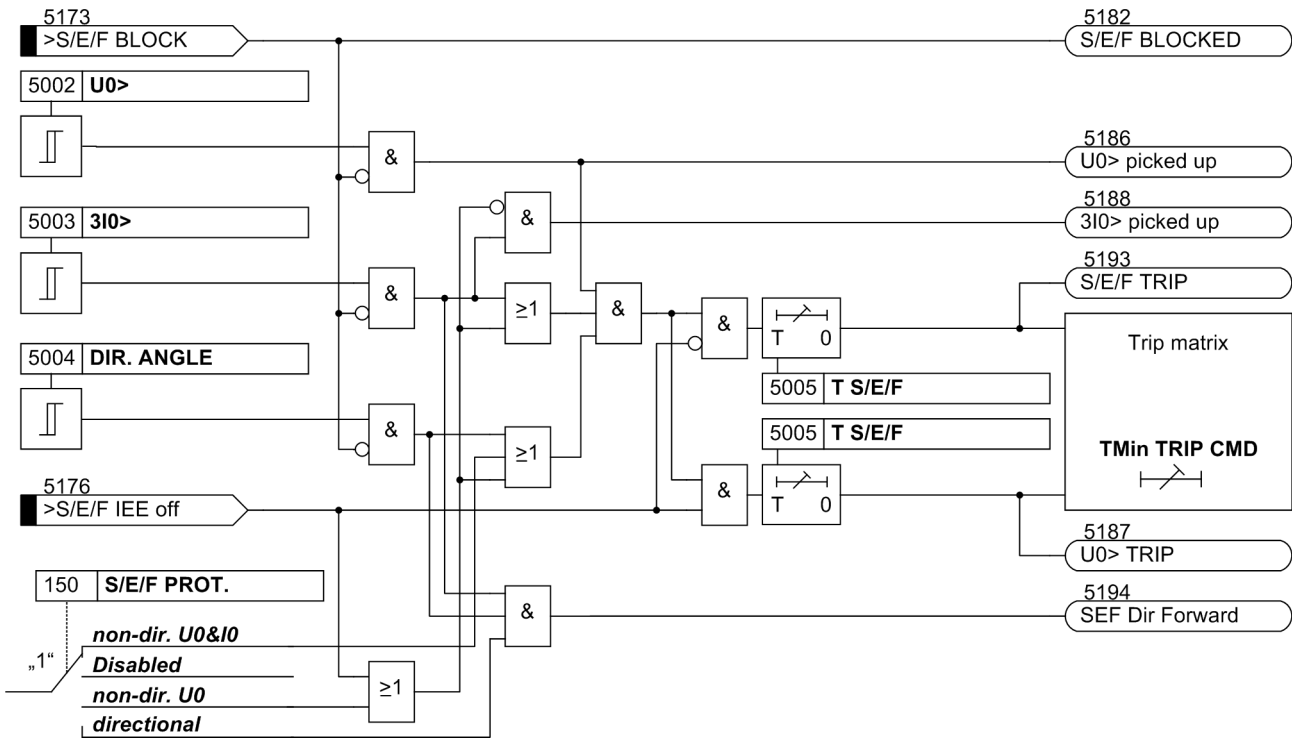 5173
>S/E/F BLOCK
5182
S/E/F BLOCKED
5002 U0>
&
5186
U0> picked up
5003 3I0>
&
5188
3I0> picked up
&
≥1
&
&
T 0
5193
S/E/F TRIP
5004 DIR. ANGLE
5005 T S/E/F
Trip matrix
&
≥1
5005 T S/E/F
TMin TRIP CMD
5176
>S/E/F IEE off
&
T 0
5187
U0> TRIP
150 S/E/F PROT.
&
5194
SEF Dir Forward
„1“
non-dir. U0&I0
Disabled
non-dir. U0
directional
≥1